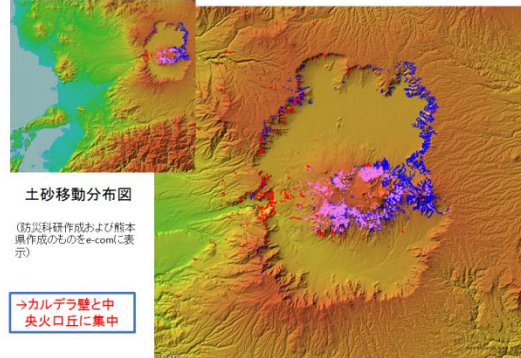 土砂移動分布図
(防災科研作成および熊本
県作成のものをe-comに表
示)
→カルデラ壁と中
央火口丘に集中